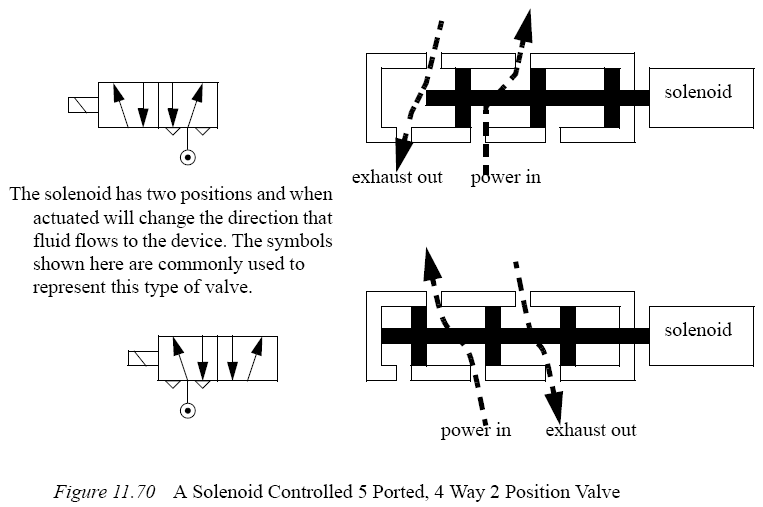 solenoid
exhaust out
power in
The solenoid has two positions and when
actuated will change the direction that
fluid flows to the device. The symbols
shown here are commonly used to
represent this type of valve.
solenoid
power in
exhaust out
Figure 11.70 A Solenoid Controlled 5 Ported, 4 Way 2 Position Valve